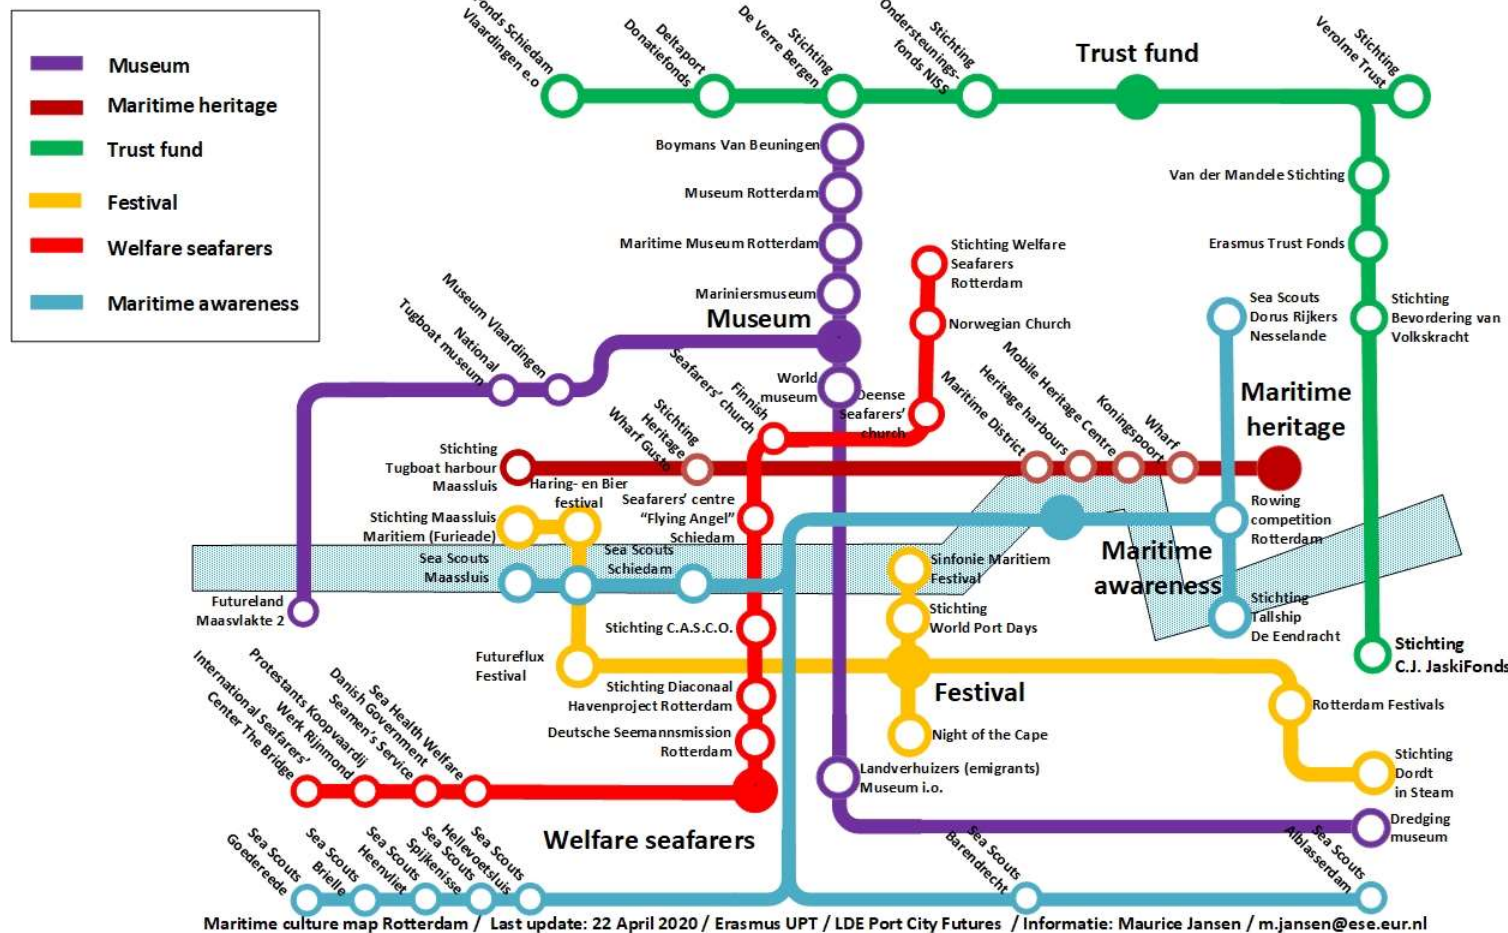 Museum
Maritime heritage
Trust fund
Festival
Welfare seafarers
Maritime awareness
Fonds Schiedam
Vlaardingen e.o
Deltaport
Donatiefonds
Stichting
De Verre Bergen
Stichting
Ondersteunings-
fonds NISS
Trust fund
Stichting
Verolme Trust
Boymans Van Beuningen
Museum Rotterdam
Maritime Museum Rotterdam
Mariniersmuseum
Museum
World
museum
Museum Vlaardingen
National
Tugboat museum
Van der Mandele Stichting
Erasmus Trust Fonds
Stichting
Bevordering van
Volkskracht
Stichting
C.J. JaskiFonds
Stichting Welfare
Seafarers
Rotterdam
Norwegian Church
Deense
Seafarers'
church
Finnish
Seafarers' church
Sea Scouts
Dorus Rijkers
Nesselande
Maritime
heritage
Stichting
Tugboat harbour
Maassluis
Stichting
Heritage
Wharf Gusto
Maritime District
Heritage harbours
Mobile Heritage Centre
Koningspoort
Wharf
Haring- en Bier
festival
Stichting Maassluis
Maritiem (Furieade)
Seafarers' centre
“Flying Angel”
Schiedam
Sea Scouts
Maassluis
Sea Scouts
Schiedam
Rowing
competition
Rotterdam
Maritime
awareness
Sinfonie Maritiem
Festival
Stichting
World Port Days
Stichting
Tallship
De Eendracht
Futureland
Maasvlakte 2
Stichting C.A.S.C.O.
Futureflux
Festival
Stichting Diaconaal
Havenproject Rotterdam
Festival
Rotterdam Festivals
Deutsche Seemannsmission
Rotterdam
Night of the Cape
Stichting
Dordt
in Steam
International Seafarers'
Center The Bridge
Protestants Koopvaardij
Werk Rijnmond
Danish Government
Seamen's Service
Sea Health Welfare
Landverhuizers (emigrants)
Museum i.o.
Dredging
museum
Welfare seafarers
Sea Scouts
Goedereede
Sea Scouts
Brielle
Sea Scouts
Heenvliet
Sea Scouts
Spijkenisse
Sea Scouts
Hellevoetsluis
Sea Scouts
Barendrecht
Sea Scouts
Alblasserdam
Maritime culture map Rotterdam / Last update: 22 April 2020 / Erasmus UPT / LDE Port City Futures / Informatie: Maurice Jansen / m.jansen@ese.eur.nl